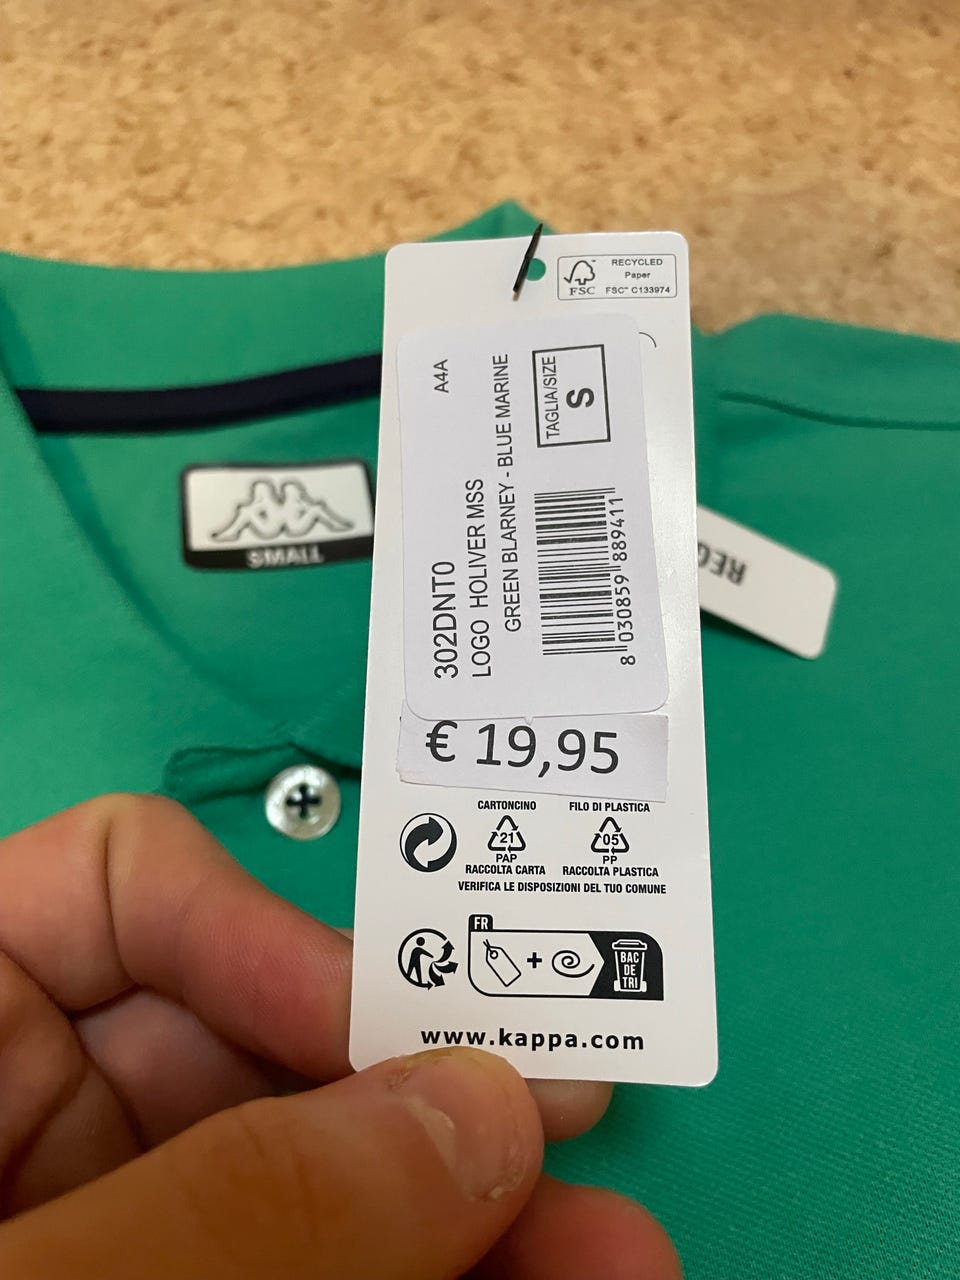 RECYCLED
Paper
FSC™ C133974
FSC
A4A
302DNT0
LOGO HOLIVER MSS
GREEN BLARNEY - BLUE MARINE
TAGLIA/SIZE
S
8 030859 889411
€ 19,95
CARTONCINO
21
PAP
RACCOLTA CARTA
FILO DI PLASTICA
05
PP
RACCOLTA PLASTICA
VERIFICA LE DISPOSIZIONI DEL TUO COMUNE
FR
+
BAC
DE
TRI
www.kappa.com
SMALL
REG